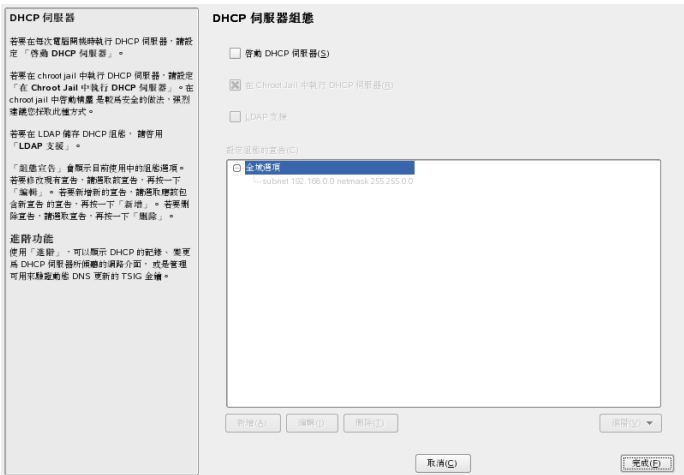 DHCP 伺服器
若要在每次電腦開機時執行 DHCP 伺服器,請設
定 「啓動 DHCP 伺服器」。
若要在 chroot jail 中執行 DHCP 伺服器,請設定
「在 Chroot Jail 中執行 DHCP 伺服器」。在
chroot jail 中啓動精靈 是較爲安全的做法,强烈
建議您採取此種方式。
若要在 LDAP 儲存 DHCP 組態, 請啓用
「LDAP 支援」。
「組態宣告」會顯示目前使用中的組態選項。
若要修改現有宣告,請選取該宣告,再按一下
「編輯」。 若要新增新的宣告,請選取應該包
含新宣告 的宣告,再按一下「新增」。 若要刪
除宣告,請選取宣告,再按一下「刪除」。
進階功能
使用「進階」,可以顯示 DHCP 的記錄、 變更
爲 DHCP 伺服器所傾聽的網路介面, 或是管理
可用來驗證動態 DNS 更新的 TSIG 金鑰。
DHCP 伺服器組態
啓動 DHCP 伺服器(S)
在 Chroot Jail 中執行 DHCP 伺服器(R)
LDAP 支援
設定組態的宣告(C)
全域選項
subnet 192.168.0.0 netmask 255.255.0.0
新增(A) 編輯(I) 刪除(T) 進階(V)
取消(C) 完成(F)